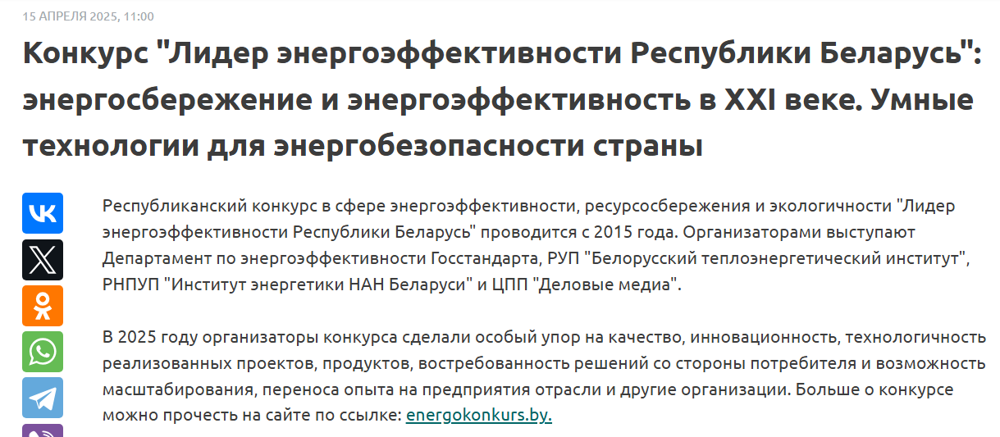 15 АПРЕЛЯ 2025, 11:00
Конкурс "Лидер энергоэффективности Республики Беларусь":
энергосбережение и энергоэффективность в XXI веке. Умные
технологии для энергобезопасности страны
Республиканский конкурс в сфере энергоэффективности, ресурсосбережения и экологичности "Лидер
энергоэффективности Республики Беларусь" проводится с 2015 года. Организаторами выступают
Департамент по энергоэффективности Госстандарта, РУП "Белорусский теплоэнергетический институт",
РНПУП "Институт энергетики НАН Беларуси" и ЦПП "Деловые медиа".
В 2025 году организаторы конкурса сделали особый упор на качество, инновационность, технологичность
реализованных проектов, продуктов, востребованность решений со стороны потребителя и возможность
масштабирования, переноса опыта на предприятия отрасли и другие организации. Больше о конкурсе
можно прочесть на сайте по ссылке: energokonkurs.by.